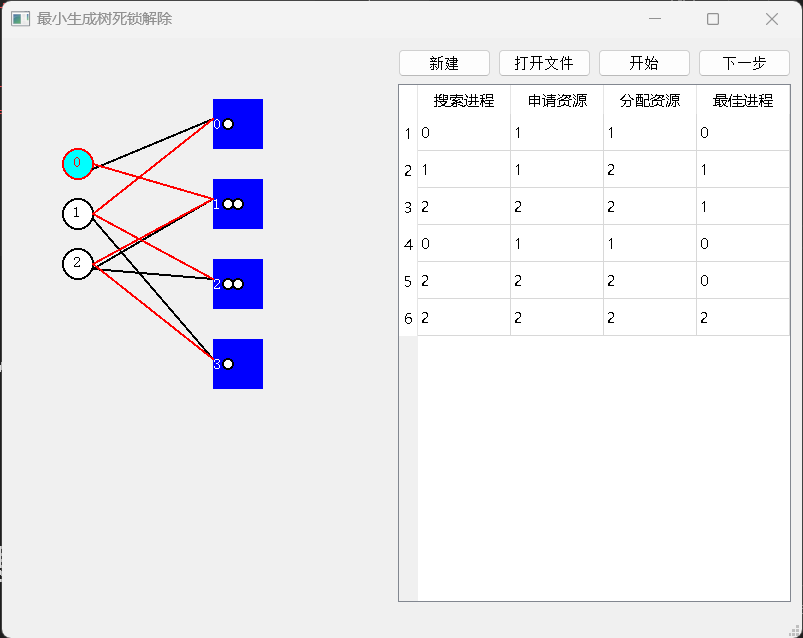 最小生成树死锁解除
新建 打开文件 开始 下一步
搜索进程 申请资源 分配资源 最佳进程
1 0 1 1 0
2 1 1 2 1
3 2 2 2 1
4 0 1 1 0
5 2 2 2 0
6 2 2 2 2
0
1
2
0
1
2
3